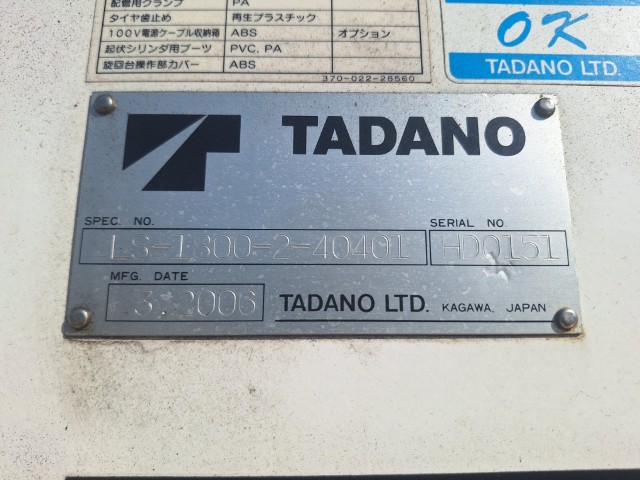 配管用クランプ PA
タイヤ歯止め 再生プラスチック
100V電源ケーブル収納箱 ABS オプション
起伏シリンダ用ブーツ PVC, PA
旋回台操作部カバー ABS
370-022-28560
OK
TADANO LTD.
TADANO
SPEC. NO. SERIAL NO
LS-1300-2-40401 HD0151
MFG. DATE
3.2006 TADANO LTD. KAGAWA, JAPAN